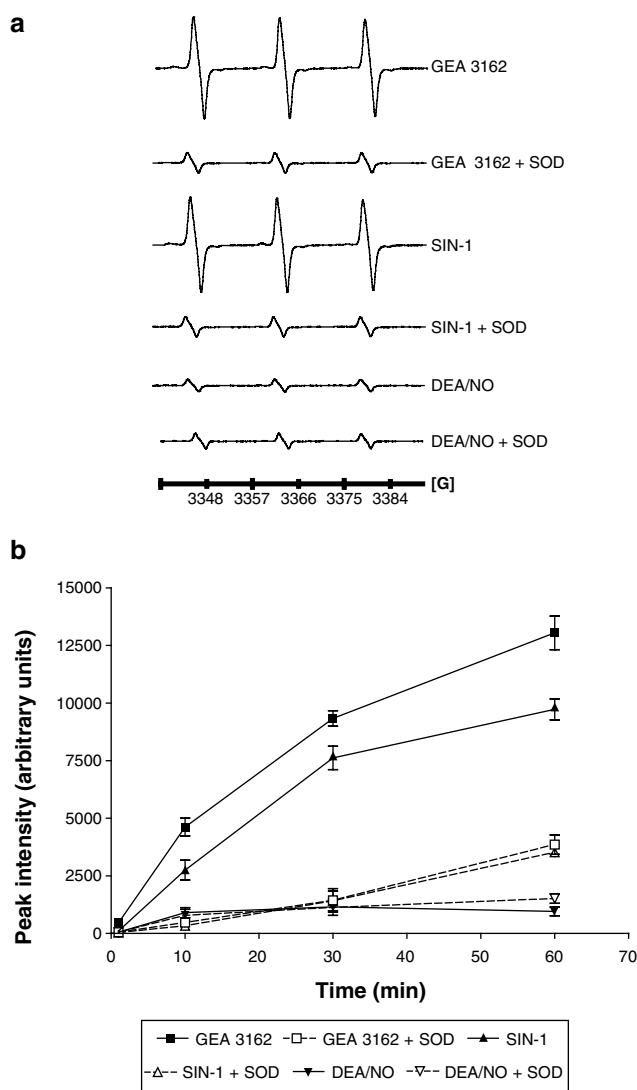 a
GEA 3162
GEA 3162 + SOD
SIN-1
SIN-1 + SOD
DEA/NO
DEA/NO + SOD
[G]
3348 3357 3366 3375 3384
b
Peak intensity (arbitrary units)
15000
12500
10000
7500
5000
2500
0
0 10 20 30 40 50 60 70
Time (min)
GEA 3162 GEA 3162 + SOD SIN-1
SIN-1 + SOD DEA/NO DEA/NO + SOD